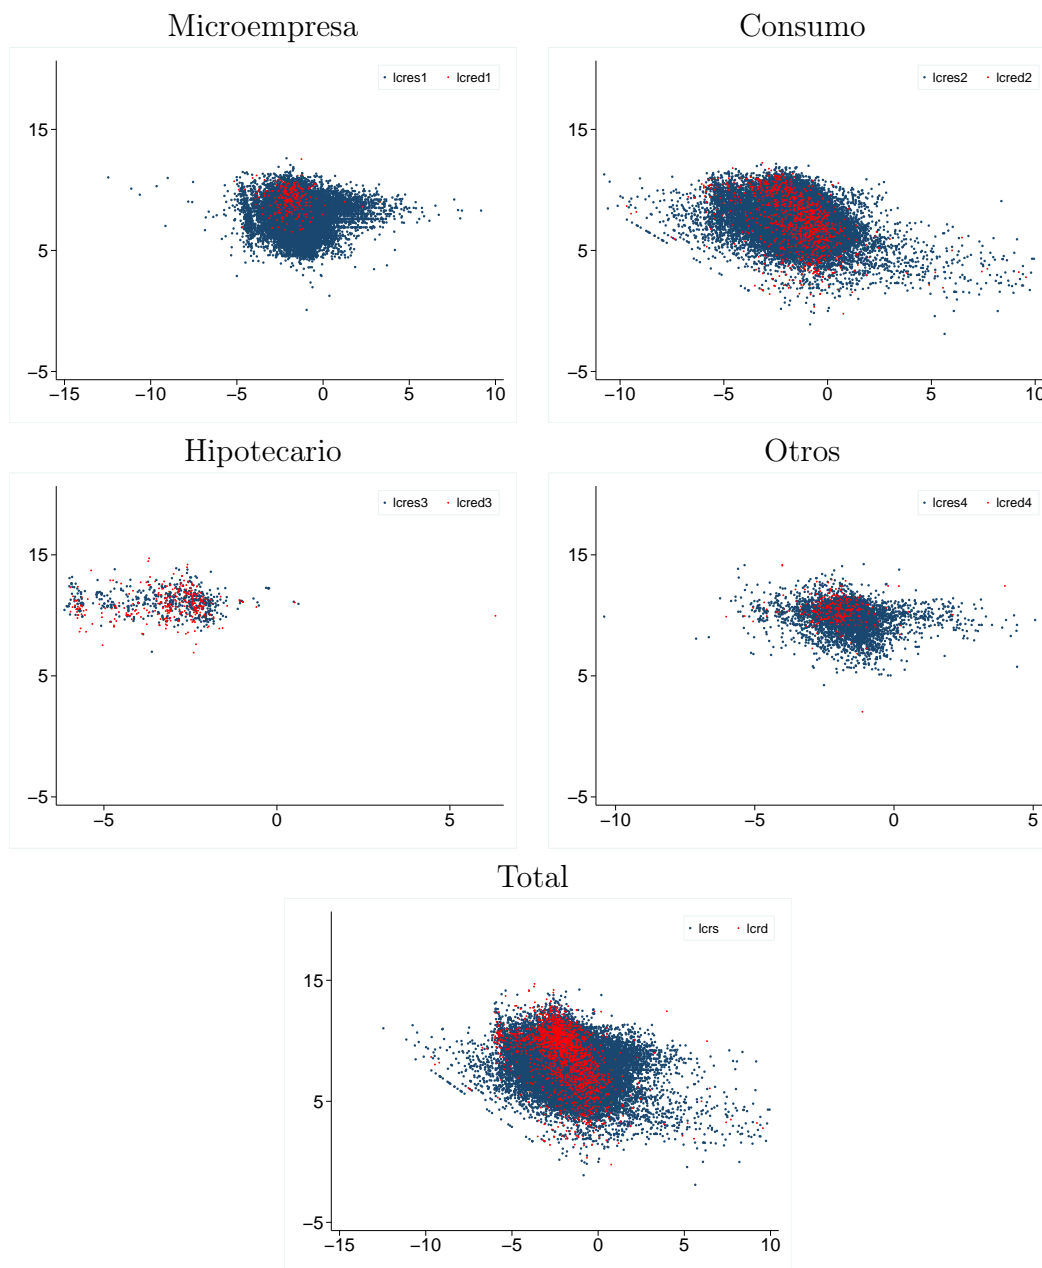 Microempresa
Consumo
lcres1 lcred1
15
5
−5
−15 −10 −5 0 5 10
lcres2 lcred2
15
5
−5
−10 −5 0 5 10
Hipotecario
Otros
lcres3 lcred3
15
5
−5
−5 0 5
lcres4 lcred4
15
5
−5
−10 −5 0 5
Total
lcrs lcrd
15
5
−5
−15 −10 −5 0 5 10